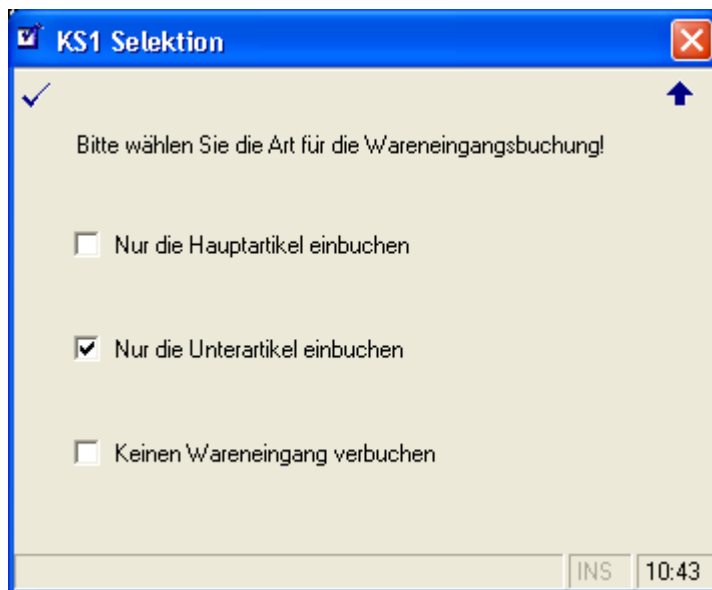 KS1 Selektion
Bitte wählen Sie die Art für die Wareneingangsbuchung!
Nur die Hauptartikel einbuchen
Nur die Unterartikel einbuchen
Keinen Wareneingang verbuchen
INS 10:43